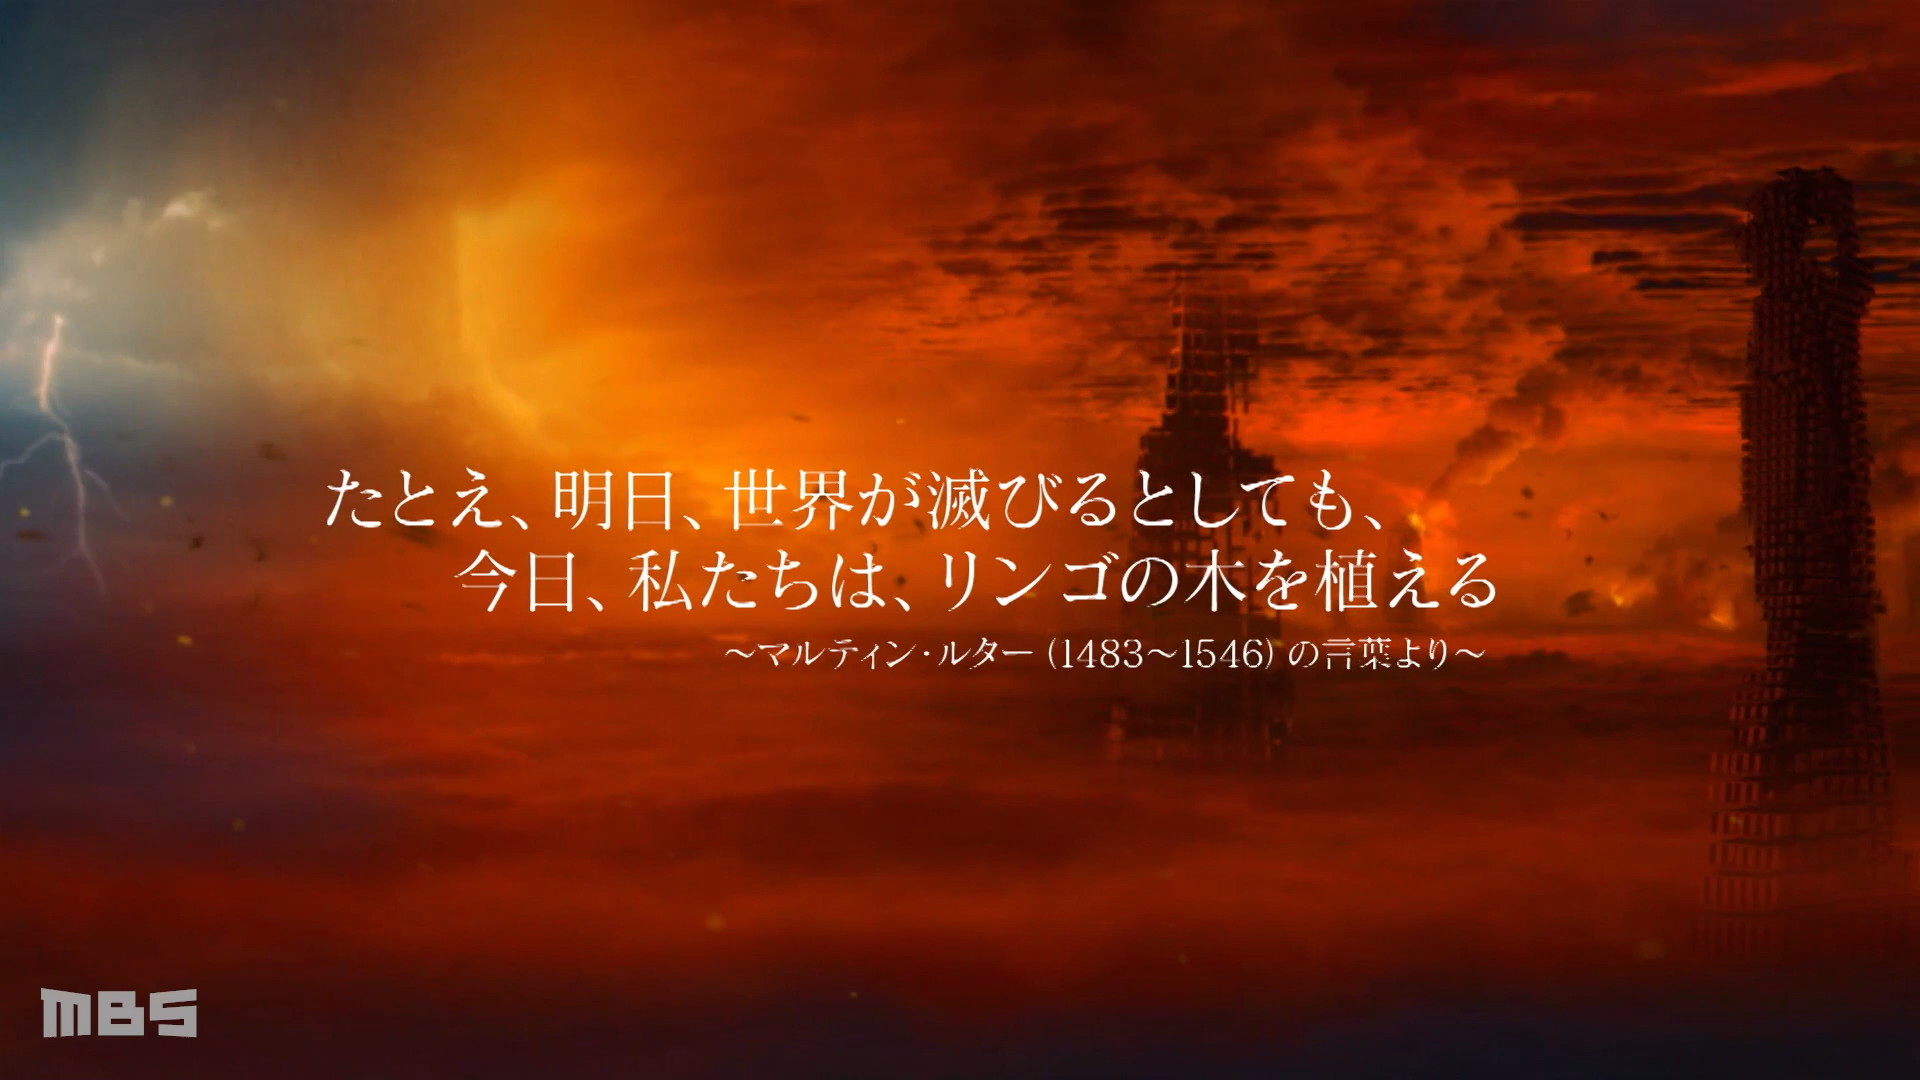 たとえ、明日、世界が滅びるとしても、
今日、私たちは、リンゴの木を植える
～マルティン・ルター (1483～1546) の言葉より～
MBS